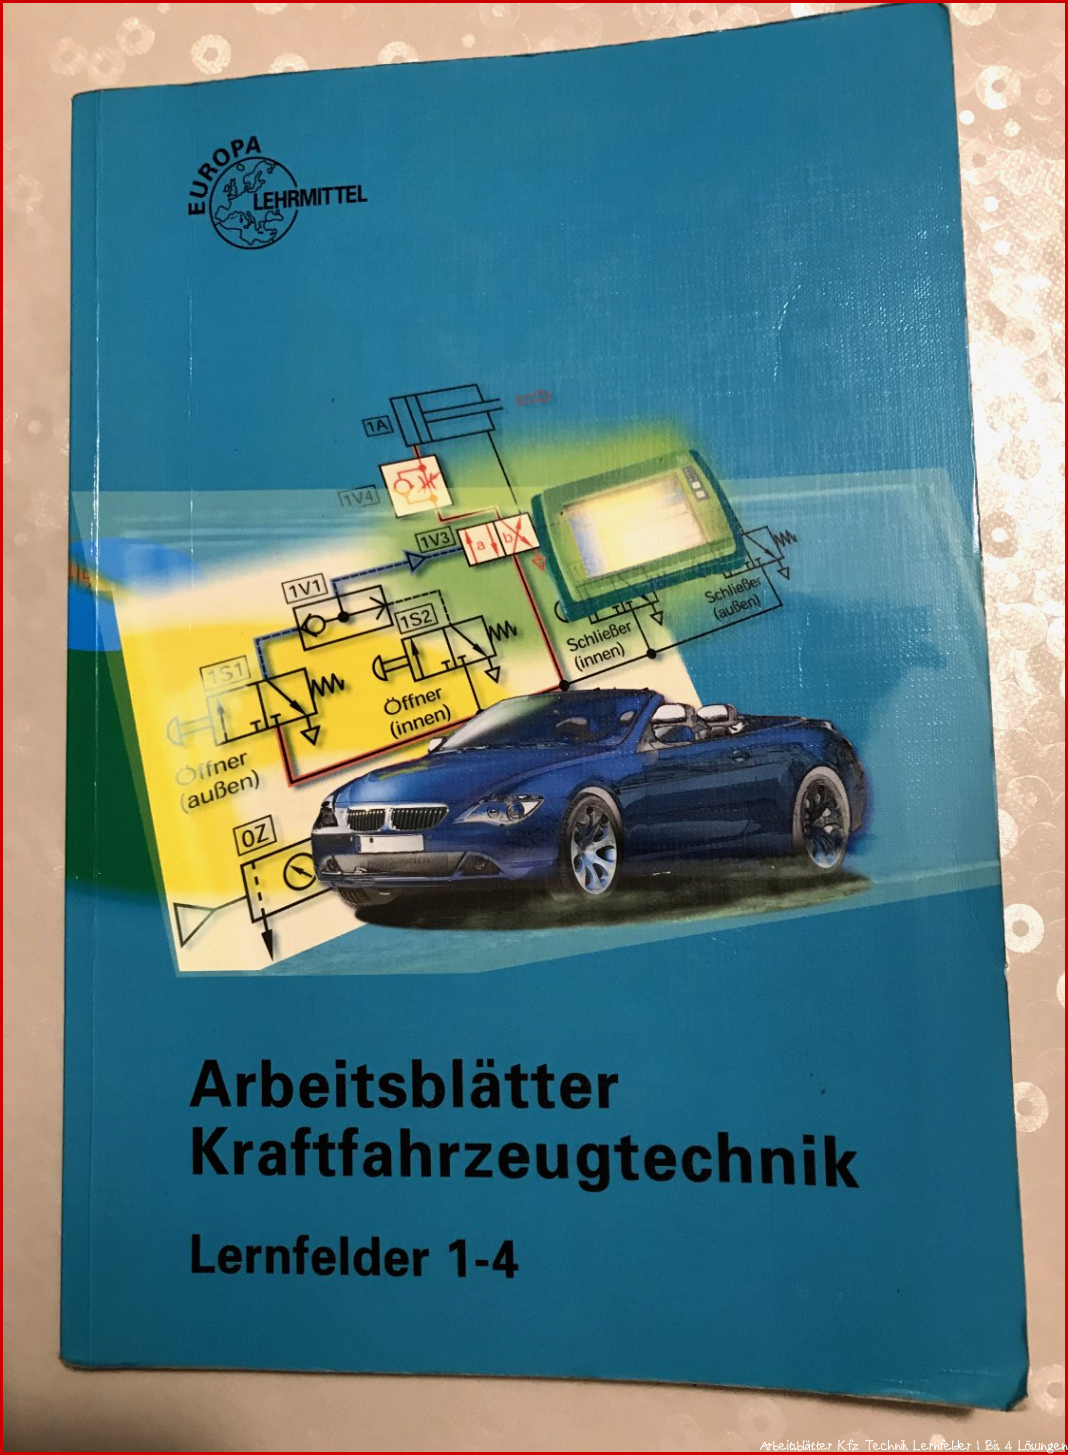 EUROPA
LEHRMITTEL
1A
1V4
1V3
a b
1V1
1S2
1S1
Schließer
(innen)
Schließer
(außen)
Öffner
(innen)
Öffner
(außen)
0Z
Arbeitsblätter
Kraftfahrzeugtechnik
Lernfelder 1-4
Arbeitsblätter Kfz Technik Lernfelder 1 Bis 4 Lösungen